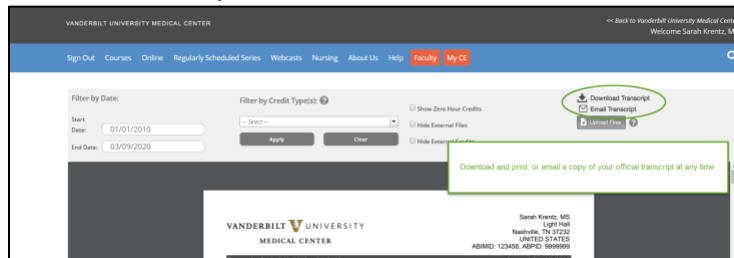 VANDERBILT UNIVERSITY MEDICAL CENTER
<< Back to Vanderbilt University Medical Cente
Welcome Sarah Krentz, M
Sign Out Courses Online Regularly Scheduled Series Webcasts Nursing About Us Help Faculty My CE
Filter by Date:
Start
Date: 01/01/2010
End Date: 03/09/2020
Filter by Credit Type(s):
-- Select --
Apply Clear
Show Zero Hour Credits
Hide External Files
Hide External Credits
Download Transcript
Email Transcript
Upload Files
Download and print, or email a copy of your official transcript at any time
VANDERBILT UNIVERSITY
MEDICAL CENTER
Sarah Krentz, MS
Light Hall
Nashville, TN 37232
UNITED STATES
ABIMID: 123456, ABPID: 9999999